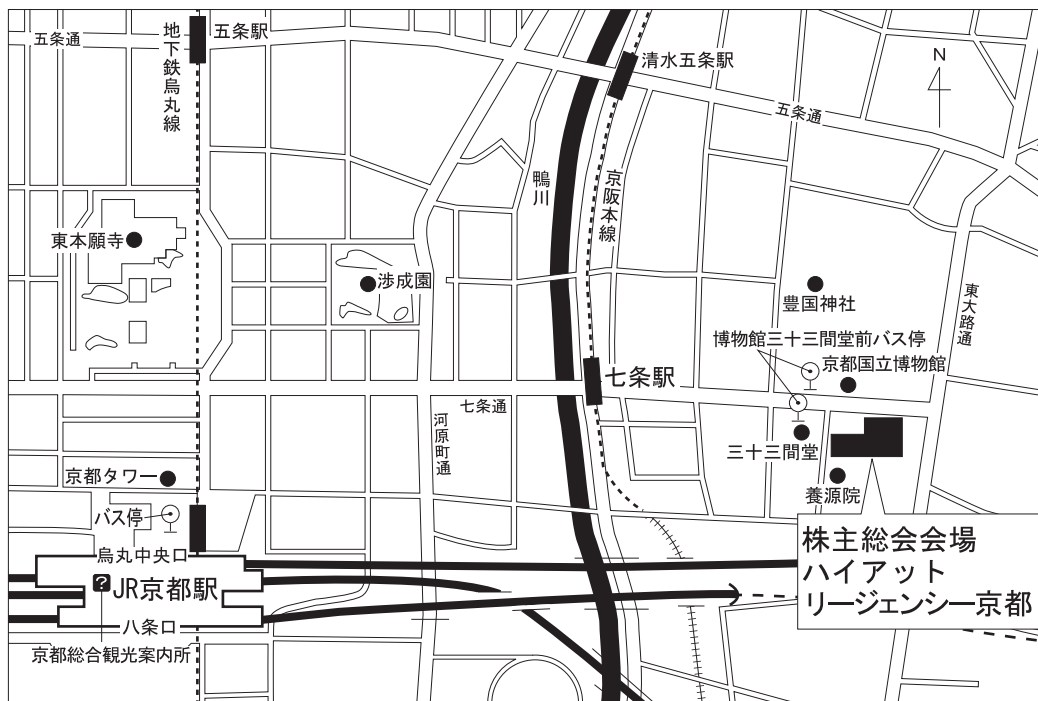 五条通
地下鉄烏丸線
五条駅
清水五条駅
N
五条通
鴨川
京阪本線
東本願寺
渉成園
豊国神社
東大路通
博物館三十三間堂前バス停
京都国立博物館
七条駅
七条通
河原町通
三十三間堂
京都タワー
養源院
バス停
烏丸中央口
?
JR京都駅
八条口
京都総合観光案内所
株主総会会場
ハイアット
リージェンシー京都